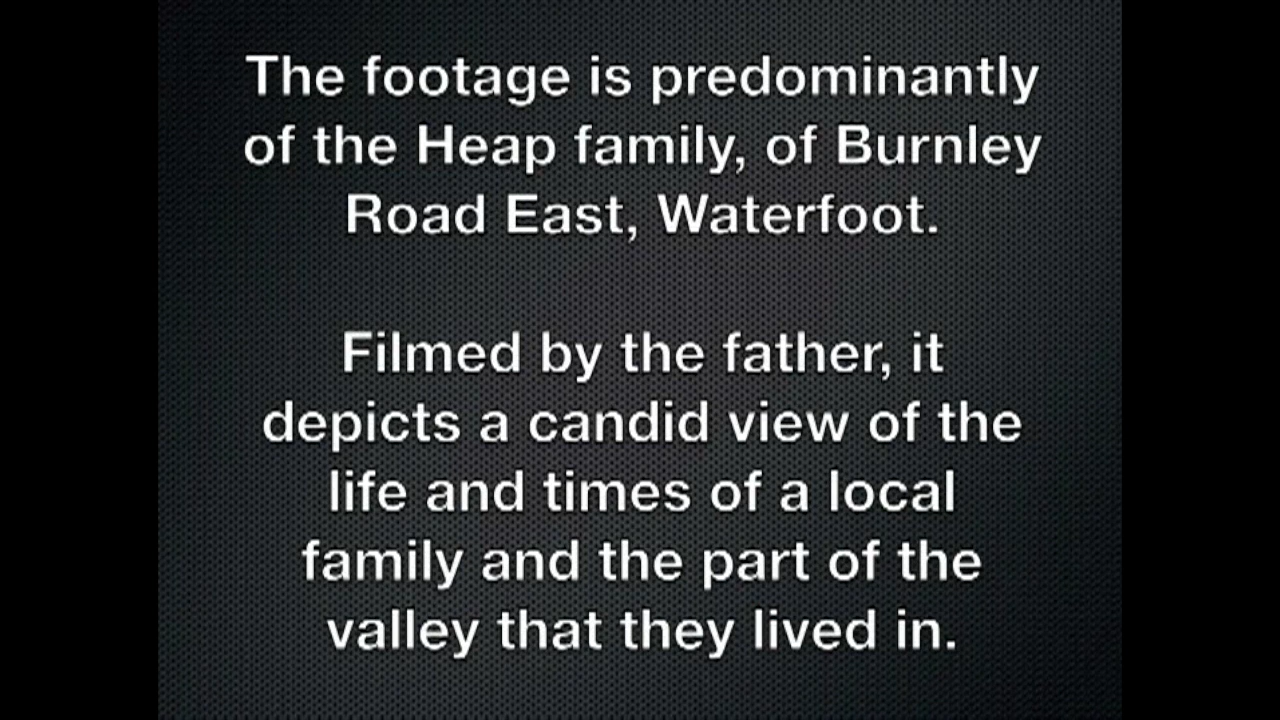 The footage is predominantly
of the Heap family, of Burnley
Road East, Waterfoot.
Filmed by the father, it
depicts a candid view of the
life and times of a local
family and the part of the
valley that they lived in.